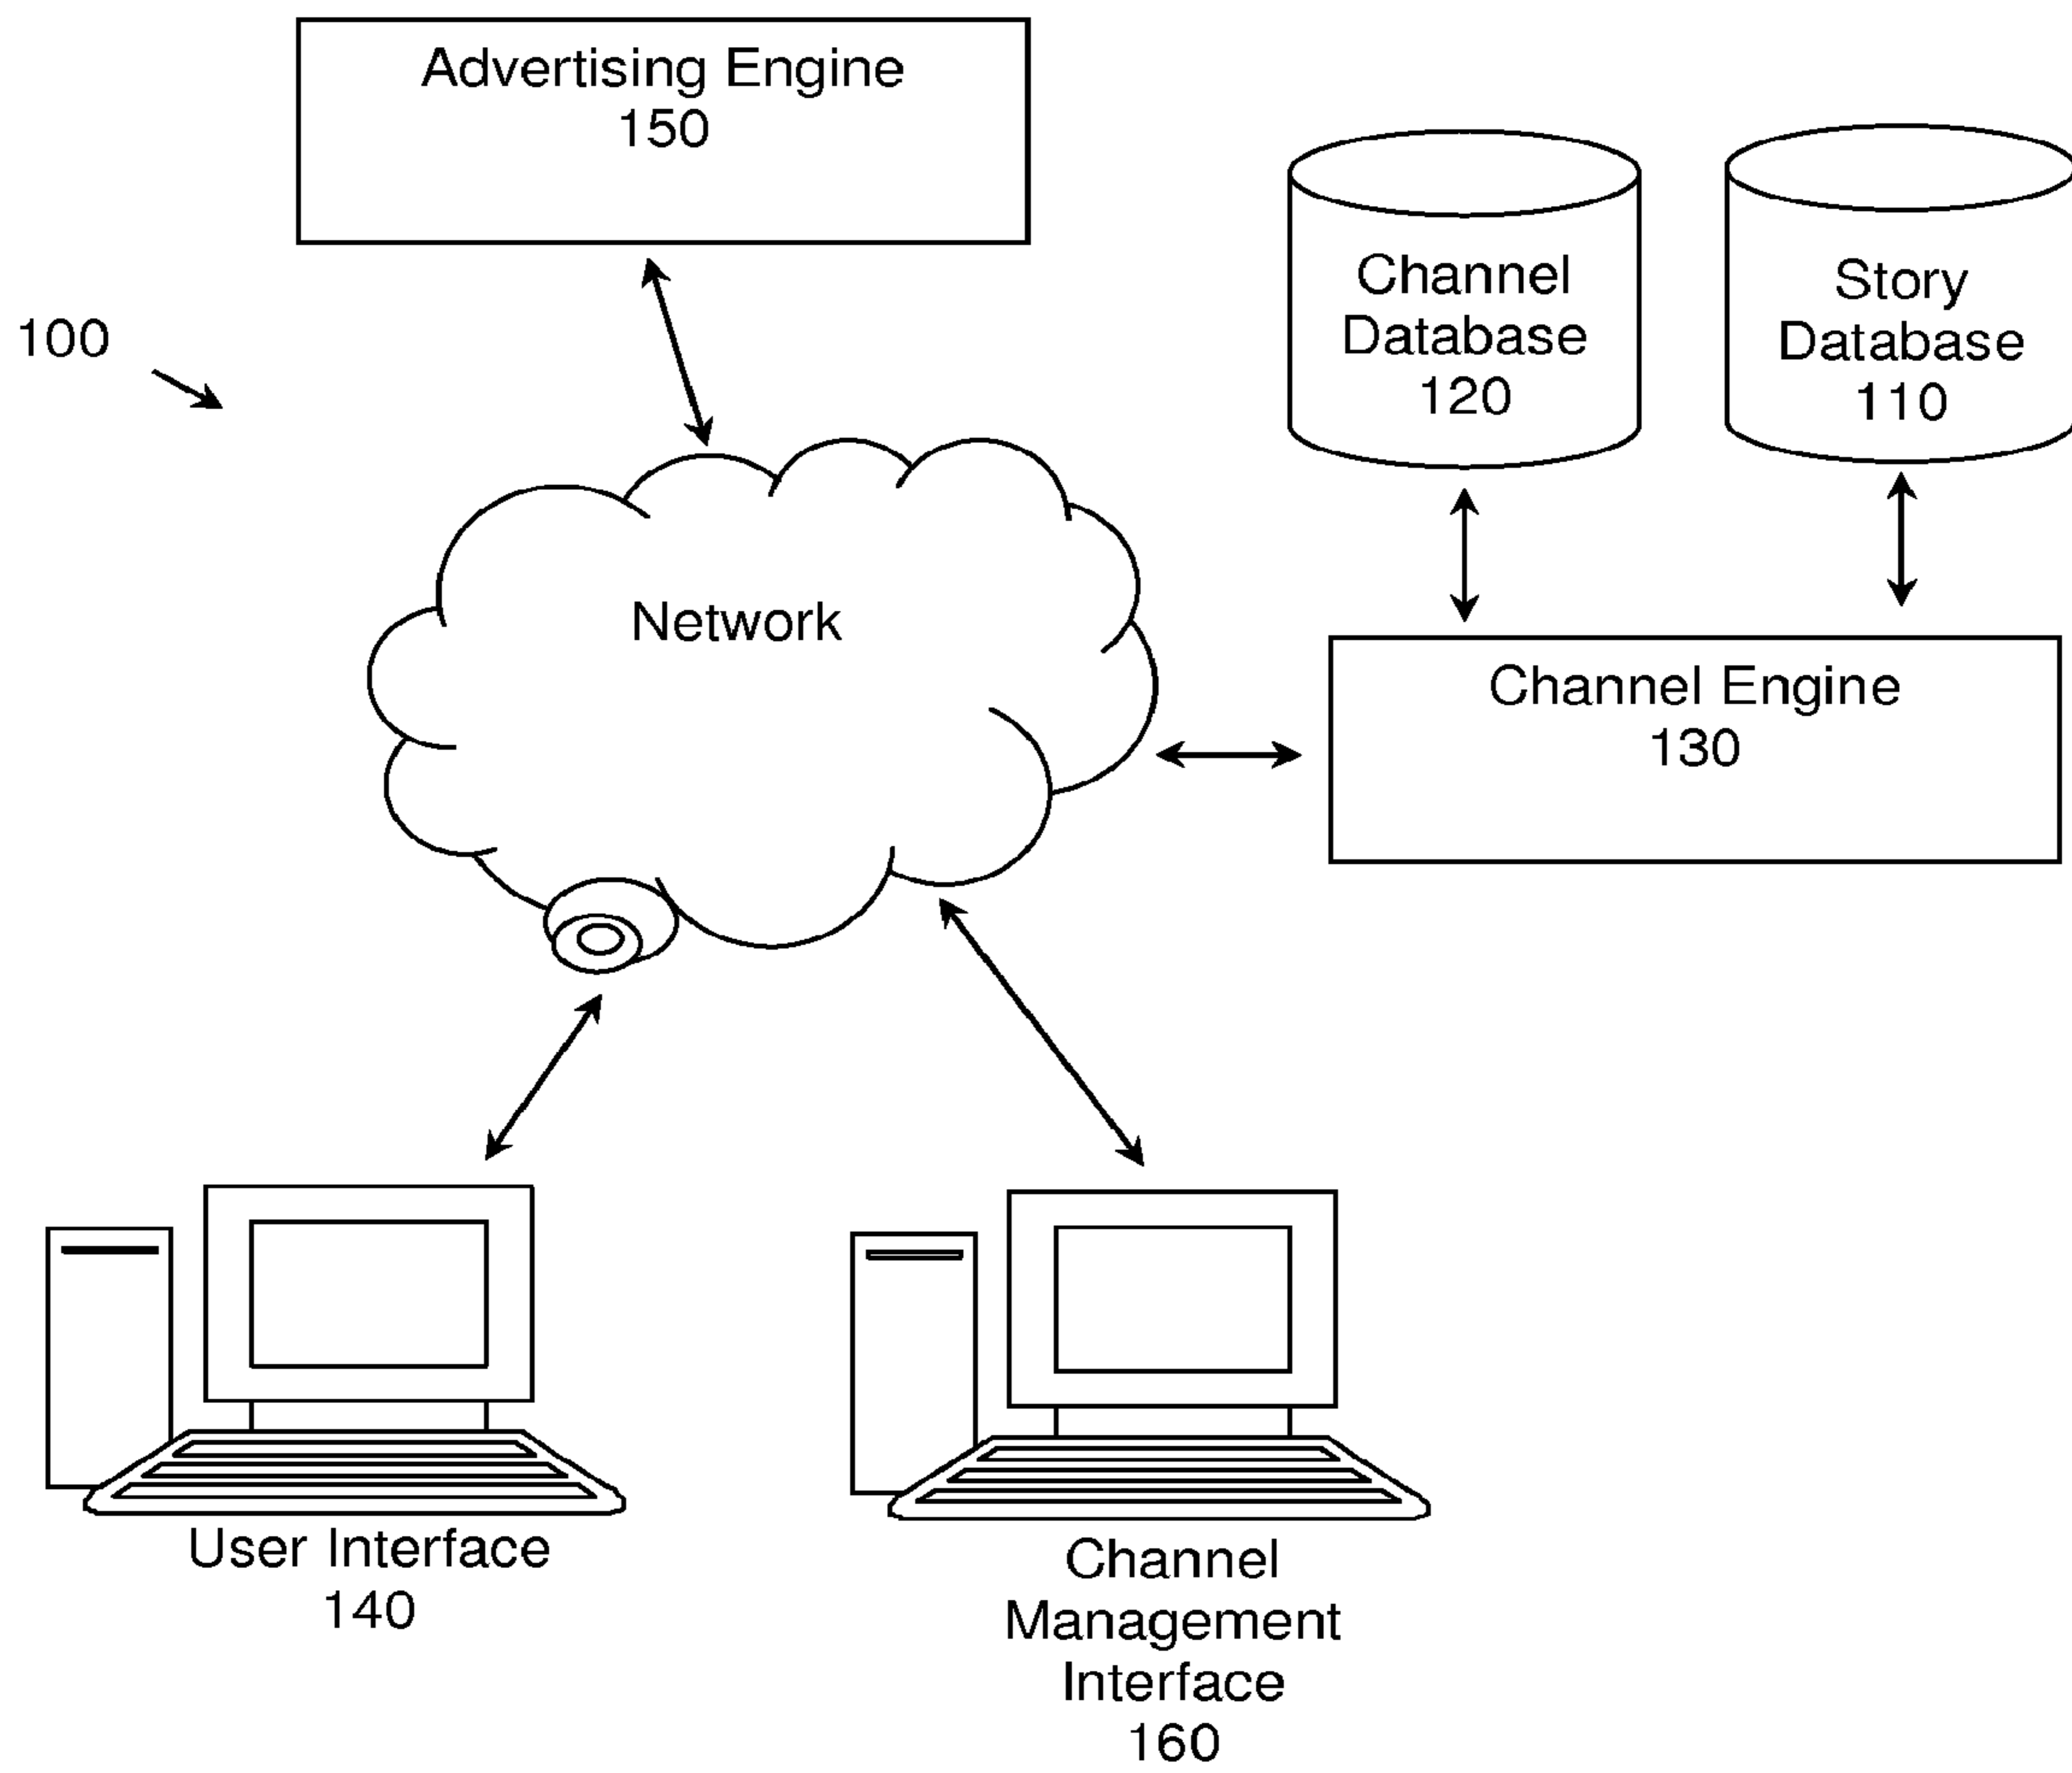 Advertising Engine
150
100
Channel
Database
120
Story
Database
110
Network
Channel Engine
130
User Interface
140
Channel
Management
Interface
160